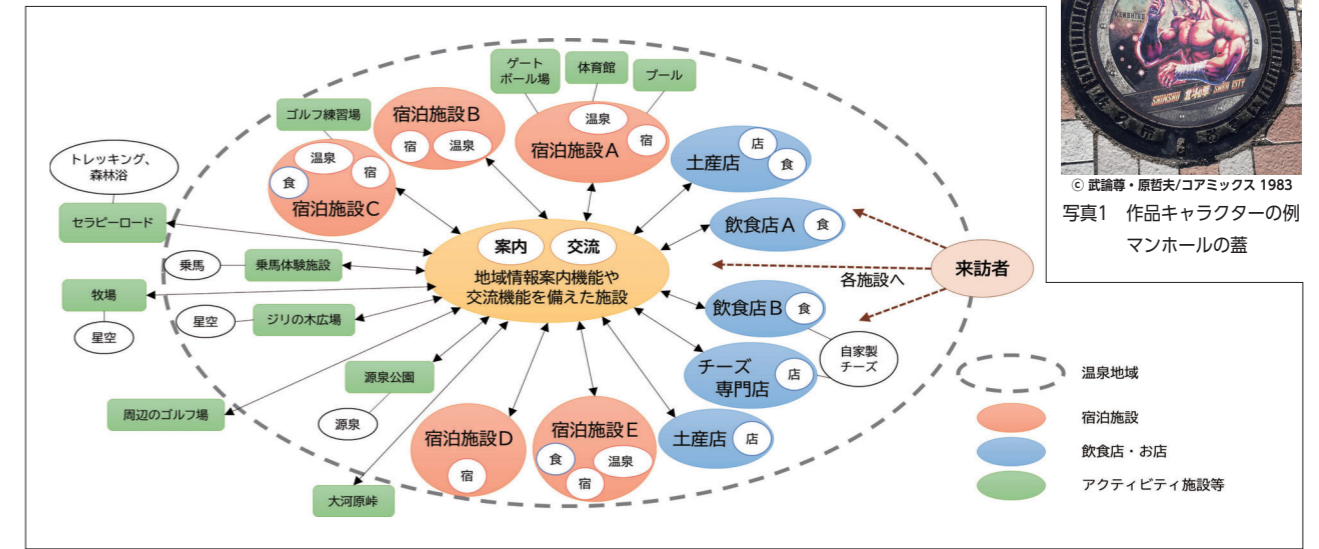 ゲート
ボール場
体育館
プール
ゴルフ練習場
宿泊施設B
宿
温泉
温泉
宿
宿泊施設A
土産店
店
食
トレッキング、
森林浴
温泉
食
宿
宿泊施設C
セラピーロード
飲食店A
食
案内
交流
地域情報案内機能や
交流機能を備えた施設
乗馬
乗馬体験施設
来訪者
各施設へ
牧場
星空
星空
ジリの木広場
飲食店B
食
自家製
チーズ
チーズ
専門店
店
源泉公園
源泉
周辺のゴルフ場
宿泊施設D
宿
宿泊施設E
食
温泉
宿
土産店
店
大河原峠
温泉地域
宿泊施設
飲食店・お店
アクティビティ施設等
KENSHIRO
SHINSHU 北斗の拳 SAKU CITY
© 武論尊・原哲夫/コアミックス 1983
写真1 作品キャラクターの例
マンホールの蓋